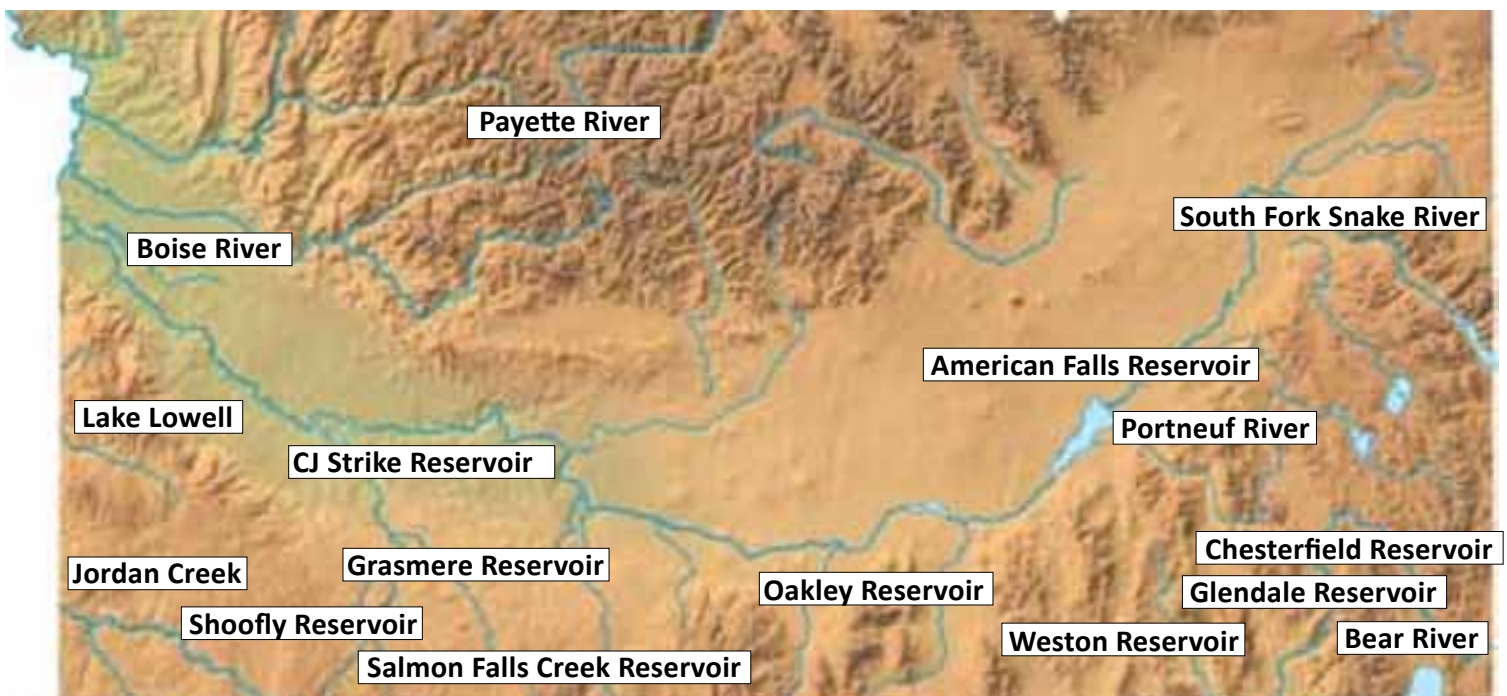 Payette River
South Fork Snake River
Boise River
American Falls Reservoir
Lake Lowell
Portneuf River
CJ Strike Reservoir
Chesterfield Reservoir
Grasmere Reservoir
Jordan Creek
Oakley Reservoir
Glendale Reservoir
Shoofly Reservoir
Weston Reservoir
Bear River
Salmon Falls Creek Reservoir